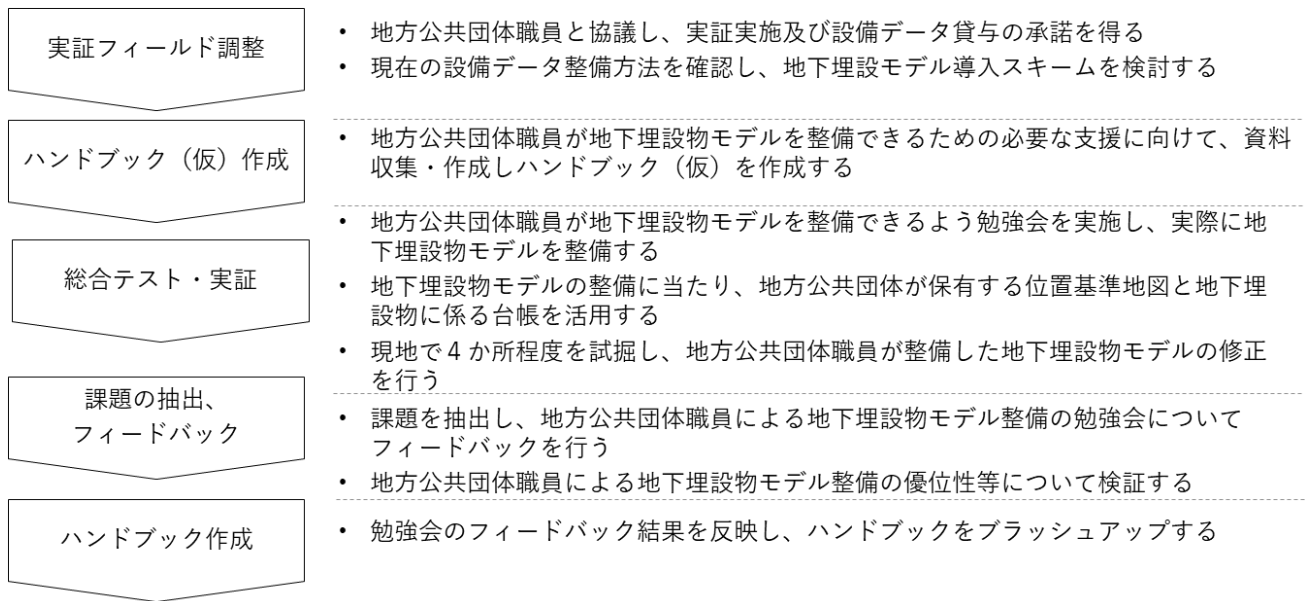 実証フィールド調整
• 地方公共団体職員と協議し、実証実施及び設備データ貸与の承諾を得る
• 現在の設備データ整備方法を確認し、地下埋設モデル導入スキームを検討する
ハンドブック（仮）作成
• 地方公共団体職員が地下埋設物モデルを整備できるための必要な支援に向けて、資料
収集・作成しハンドブック（仮）を作成する
総合テスト・実証
• 地方公共団体職員が地下埋設物モデルを整備できるよう勉強会を実施し、実際に地
下埋設物モデルを整備する
• 地下埋設物モデルの整備に当たり、地方公共団体が保有する位置基準地図と地下埋
設物に係る台帳を活用する
• 現地で４か所程度を試掘し、地方公共団体職員が整備した地下埋設物モデルの修正
を行う
課題の抽出、
フィードバック
• 課題を抽出し、地方公共団体職員による地下埋設物モデル整備の勉強会について
フィードバックを行う
• 地方公共団体職員による地下埋設物モデル整備の優位性等について検証する
ハンドブック作成
• 勉強会のフィードバック結果を反映し、ハンドブックをブラッシュアップする